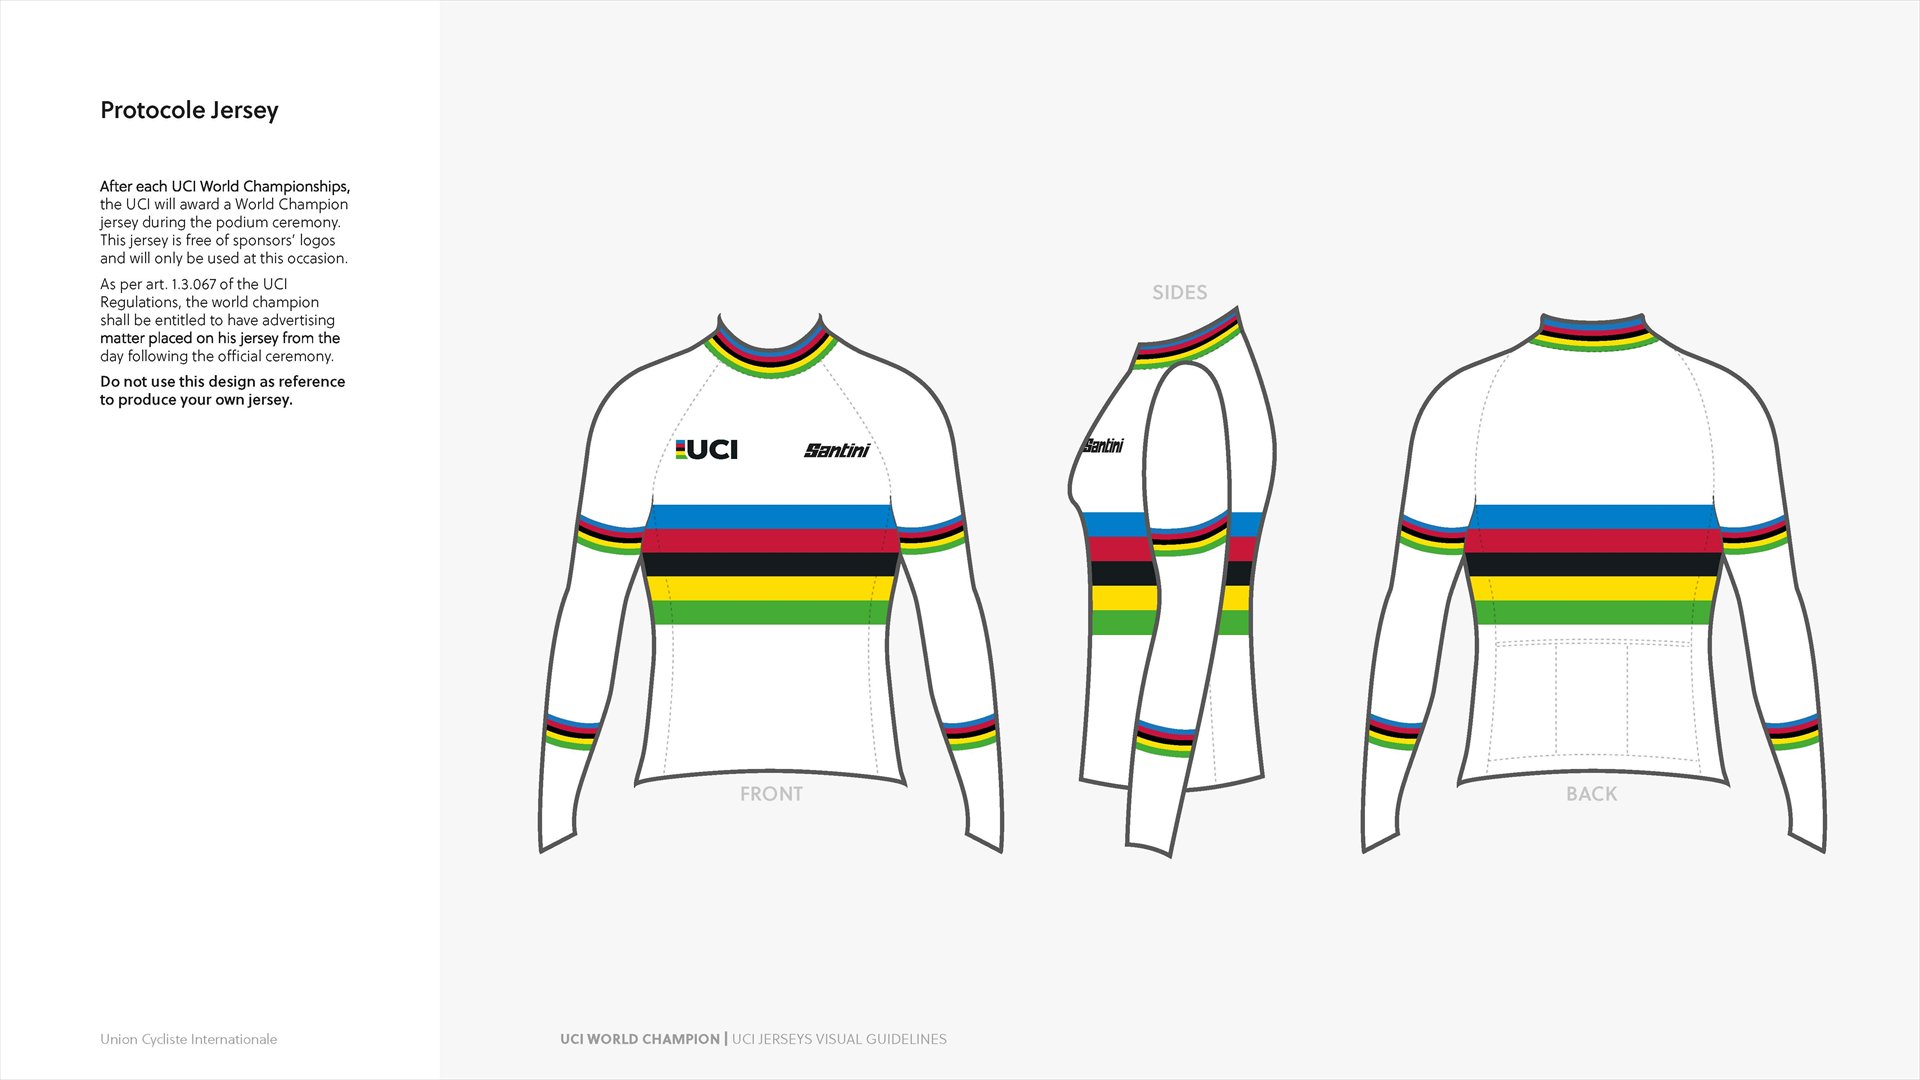 Protocole Jersey
After each UCI World Championships,
the UCI will award a World Champion
jersey during the podium ceremony.
This jersey is free of sponsors' logos
and will only be used at this occasion.
As per art. 1.3.067 of the UCI
Regulations, the world champion
shall be entitled to have advertising
matter placed on his jersey from the
day following the official ceremony.
Do not use this design as reference
to produce your own jersey.
SIDES
UCI
Santini
Santini
FRONT
BACK
Union Cycliste Internationale
UCI WORLD CHAMPION | UCI JERSEYS VISUAL GUIDELINES